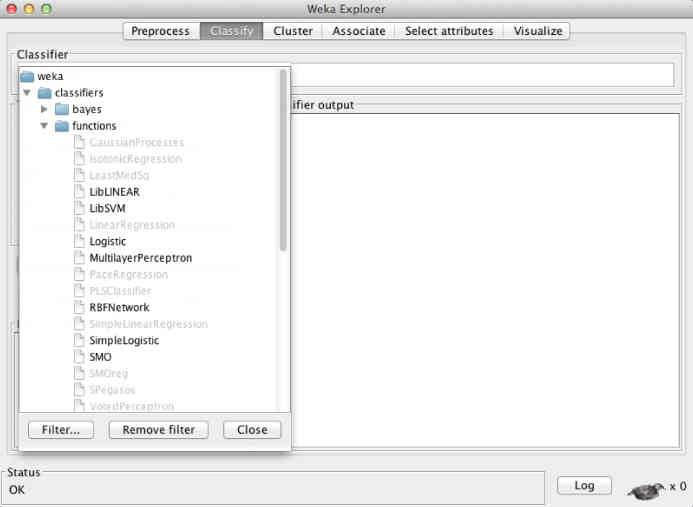 Weka Explorer
Preprocess Classify Cluster Associate Select attributes Visualize
Classifier
weka
classifiers
ifier output
bayes
functions
GaussianProcesses
IsotonicRegression
LeastMedSq
LibLINEAR
LibSVM
LinearRegression
Logistic
MultilayerPerceptron
PaceRegression
PLSClassifier
RBFNetwork
SimpleLinearRegression
SimpleLogistic
SMO
SMOreg
SPegasos
VotedPerceptron
Filter... Remove filter Close
Status
OK
Log
x 0